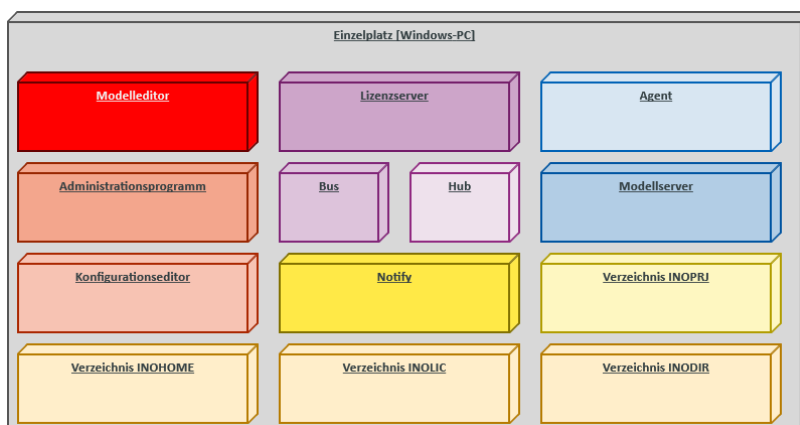 Einzelplatz [Windows-PC]
Modelleditor
Lizenzserver
Agent
Administrationsprogramm
Bus
Hub
Modellserver
Konfigurationseditor
Notify
Verzeichnis INOPRJ
Verzeichnis INOHOME
Verzeichnis INOLIC
Verzeichnis INODIR